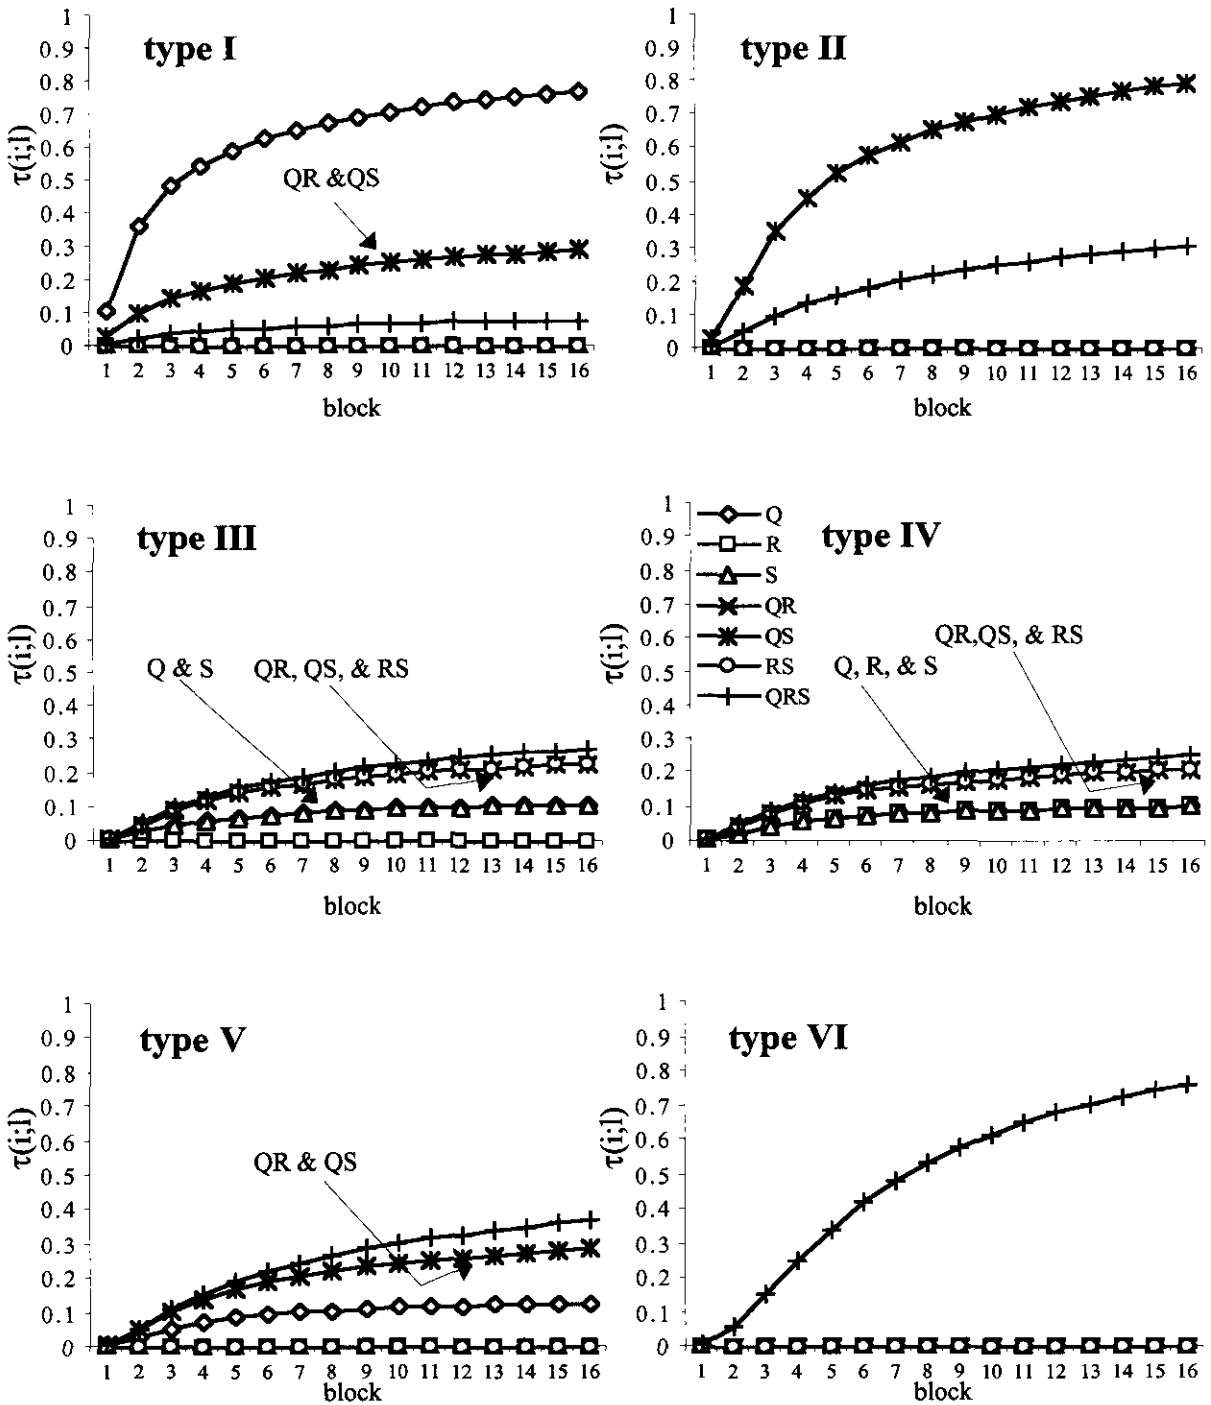 type I
1
0.9
0.8
0.7
0.6
0.5
0.4
0.3
0.2
0.1
0
τ(i;l)
QR &QS
1 2 3 4 5 6 7 8 9 10 11 12 13 14 15 16
block
type II
1
0.9
0.8
0.7
0.6
0.5
0.4
0.3
0.2
0.1
0
τ(i;l)
1 2 3 4 5 6 7 8 9 10 11 12 13 14 15 16
block
type III
1
0.9
0.8
0.7
0.6
0.5
0.4
0.3
0.2
0.1
0
τ(i;l)
Q & S
QR, QS, & RS
1 2 3 4 5 6 7 8 9 10 11 12 13 14 15 16
block
type IV
1
0.9
0.8
0.7
0.6
0.5
0.4
0.3
0.2
0.1
0
τ(i;l)
Q
R
S
QR
QS
RS
QRS
Q, R, & S
QR,QS, & RS
1 2 3 4 5 6 7 8 9 10 11 12 13 14 15 16
block
type V
1
0.9
0.8
0.7
0.6
0.5
0.4
0.3
0.2
0.1
0
τ(i;l)
QR & QS
1 2 3 4 5 6 7 8 9 10 11 12 13 14 15 16
block
type VI
1
0.9
0.8
0.7
0.6
0.5
0.4
0.3
0.2
0.1
0
τ(i;l)
1 2 3 4 5 6 7 8 9 10 11 12 13 14 15 16
block